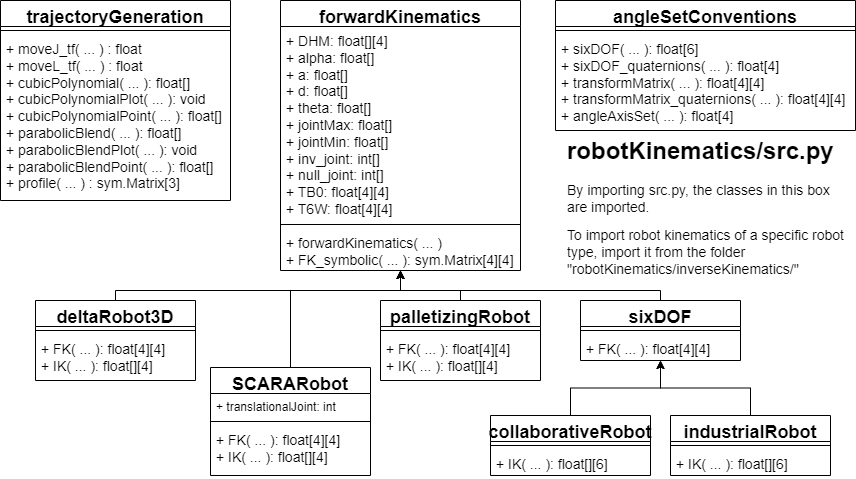 trajectoryGeneration
+ moveJ_tf( ... ) : float
+ moveL_tf( ... ) : float
+ cubicPolynomial( ... ): float[]
+ cubicPolynomialPlot( ... ): void
+ cubicPolynomialPoint( ... ): float[]
+ parabolicBlend( ... ): float[]
+ parabolicBlendPlot( ... ): void
+ parabolicBlendPoint( ... ): float[]
+ profile( ... ) : sym.Matrix[3]
forwardKinematics
+ DHM: float[][4]
+ alpha: float[]
+ a: float[]
+ d: float[]
+ theta: float[]
+ jointMax: float[]
+ jointMin: float[]
+ inv_joint: int[]
+ null_joint: int[]
+ TB0: float[4][4]
+ T6W: float[4][4]
+ forwardKinematics( ... )
+ FK_symbolic( ... ): sym.Matrix[4][4]
angleSetConventions
+ sixDOF( ... ): float[6]
+ sixDOF_quaternions( ... ): float[4]
+ transformMatrix( ... ): float[4][4]
+ transformMatrix_quaternions( ... ): float[4][4]
+ angleAxisSet( ... ): float[4]
robotKinematics/src.py
By importing src.py, the classes in this box
are imported.
To import robot kinematics of a specific robot
type, import it from the folder
"robotKinematics/inverseKinematics/"
deltaRobot3D
+ FK( ... ): float[4][4]
+ IK( ... ): float[][4]
SCARARobot
+ translationalJoint: int
+ FK( ... ): float[4][4]
+ IK( ... ): float[][4]
palletizingRobot
+ FK( ... ): float[4][4]
+ IK( ... ): float[][4]
sixDOF
+ FK( ... ): float[4][4]
collaborativeRobot
+ IK( ... ): float[][6]
industrialRobot
+ IK( ... ): float[][6]